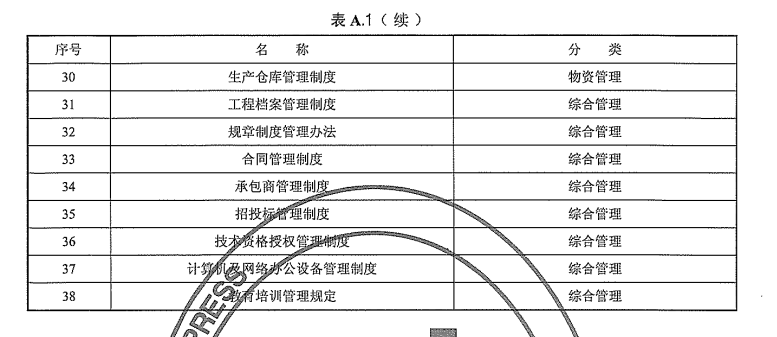 表 A.1（续）
序号 名 称 分 类
30 生产仓库管理制度 物资管理
31 工程档案管理制度 综合管理
32 规章制度管理办法 综合管理
33 合同管理制度 综合管理
34 承包商管理制度 综合管理
35 招投标管理制度 综合管理
36 技术资格授权管理制度 综合管理
37 计算机及网络办公设备管理制度 综合管理
38 教育培训管理规定 综合管理
PRESS